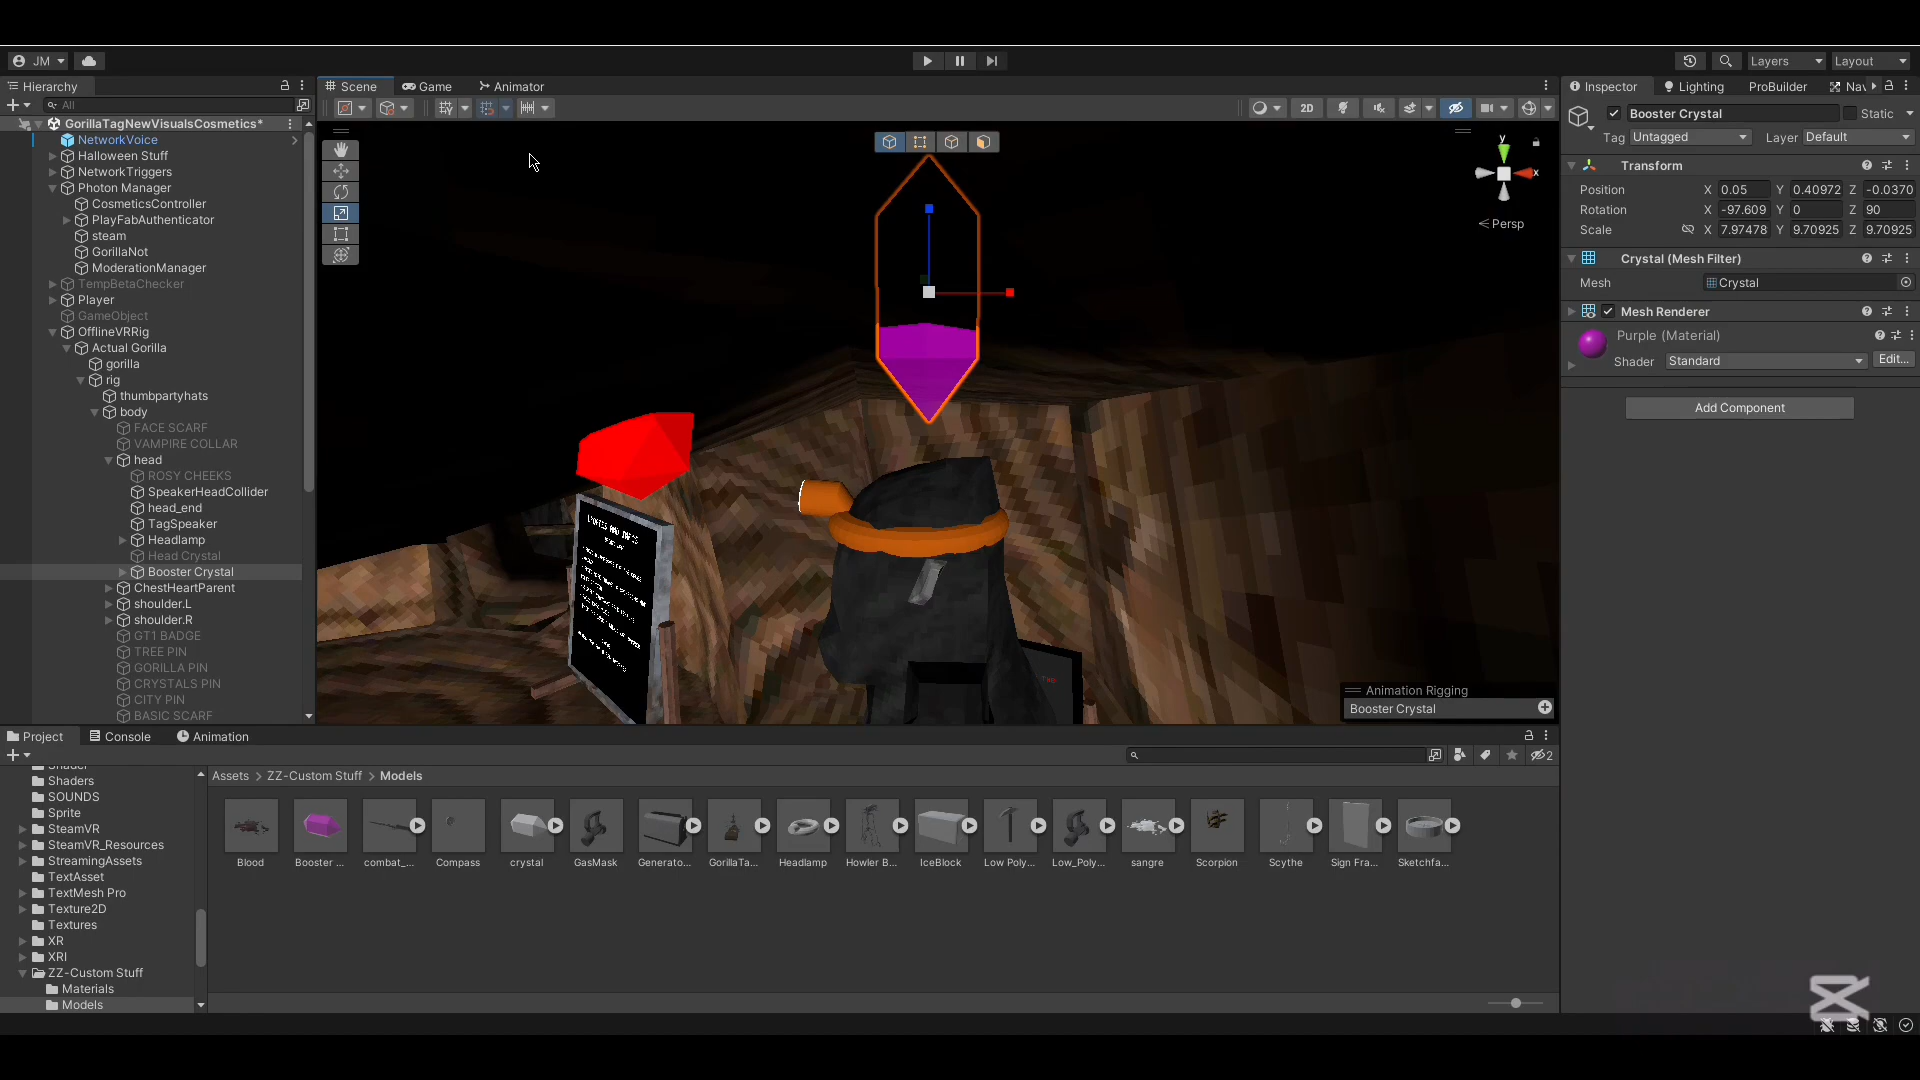 JM
Layers
Layout
Hierarchy
All
GorillaTagNewVisualsCosmetics*
NetworkVoice
Halloween Stuff
NetworkTriggers
Photon Manager
CosmeticsController
PlayFabAuthenticator
steam
GorillaNot
ModerationManager
TempBetaChecker
Player
GameObject
OfflineVRRig
Actual Gorilla
gorilla
rig
thumbpartyhats
body
FACE SCARF
VAMPIRE COLLAR
head
ROSY CHEEKS
SpeakerHeadCollider
head_end
TagSpeaker
Headlamp
Head Crystal
Booster Crystal
ChestHeartParent
shoulder.L
shoulder.R
GT1 BADGE
TREE PIN
GORILLA PIN
CRYSTALS PIN
CITY PIN
BASIC SCARF
Scene
Game
Animator
2D
y
x
Persp
Animation Rigging
Booster Crystal
Inspector
Lighting
ProBuilder
Nav
Booster Crystal
Static
Tag Untagged
Layer Default
Transform
Position X 0.05 Y 0.40972 Z -0.0370
Rotation X -97.609 Y 0 Z 90
Scale X 7.97478 Y 9.70925 Z 9.70925
Crystal (Mesh Filter)
Mesh Crystal
Mesh Renderer
Purple (Material)
Shader Standard Edit...
Add Component
Project
Console
Animation
2
Shader
Shaders
SOUNDS
Sprite
SteamVR
SteamVR_Resources
StreamingAssets
TextAsset
TextMesh Pro
Texture2D
Textures
XR
XRI
ZZ-Custom Stuff
Materials
Models
Assets > ZZ-Custom Stuff > Models
Blood
Booster ...
combat_...
Compass
crystal
GasMask
Generato...
GorillaTa...
Headlamp
Howler B...
IceBlock
Low Poly...
Low_Poly...
sangre
Scorpion
Scythe
Sign Fra...
Sketchfa...